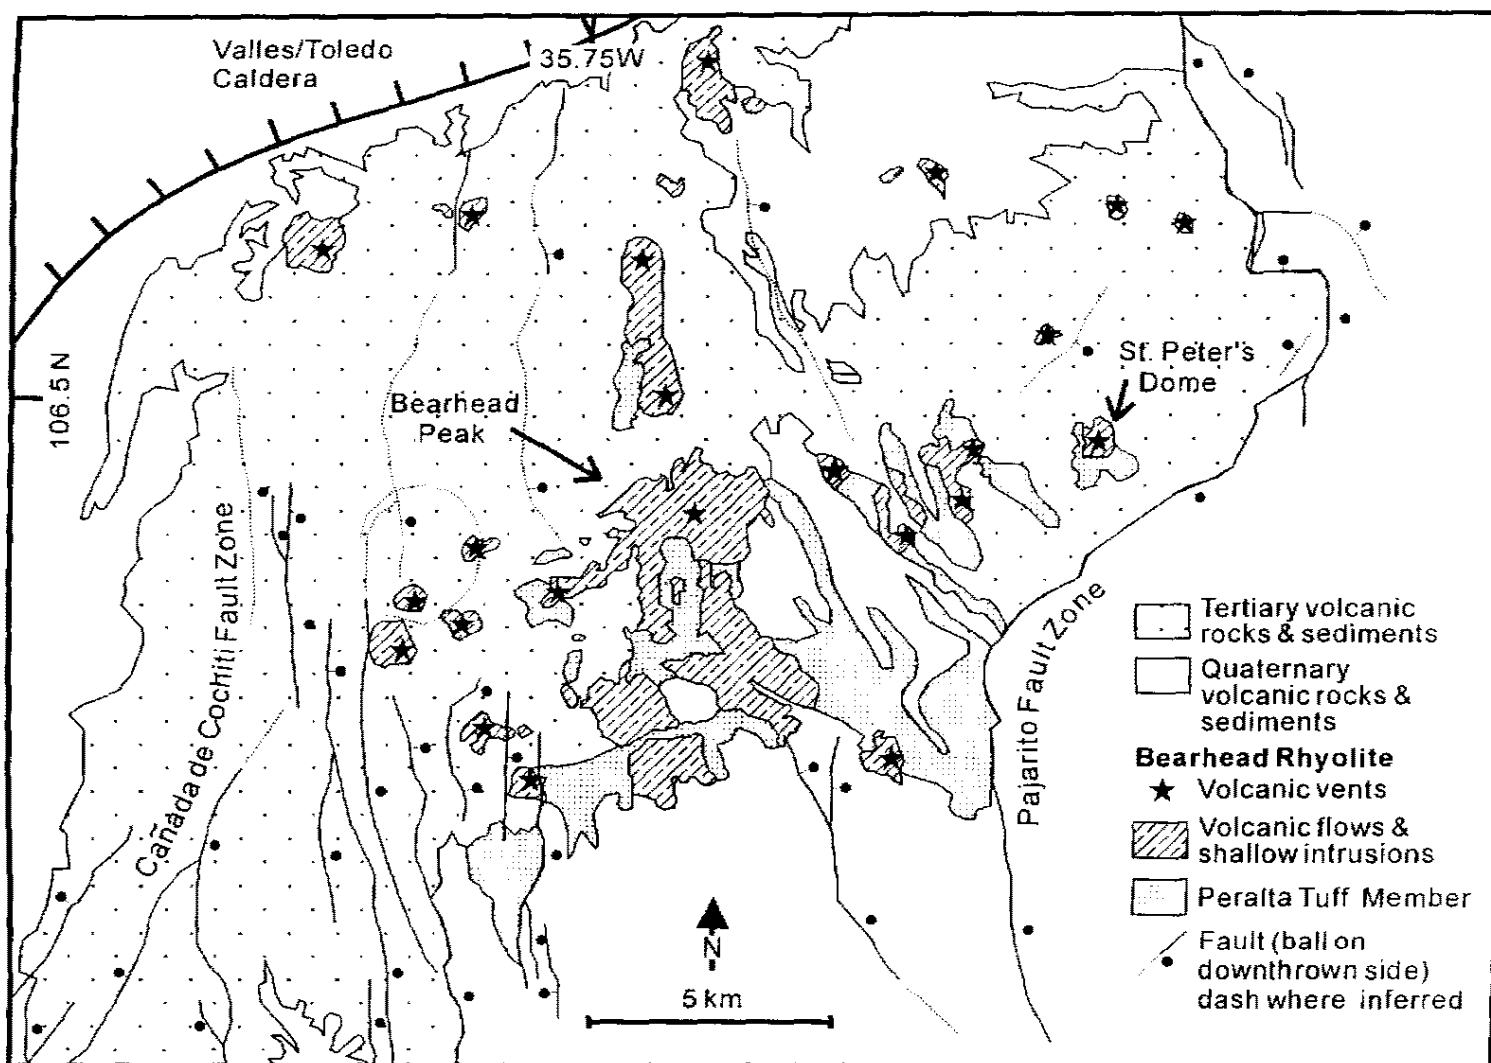 Valles/Toledo
Caldera
35.75W
106.5 N
Bearhead
Peak
St. Peter's
Dome
Cañada de Cochiti Fault Zone
Pajarito Fault Zone
Tertiary volcanic
rocks & sediments
Quaternary
volcanic rocks &
sediments
Bearhead Rhyolite
Volcanic vents
Volcanic flows &
shallow intrusions
Peralta Tuff Member
Fault (ball on
downthrown side)
dash where inferred
N
5 km